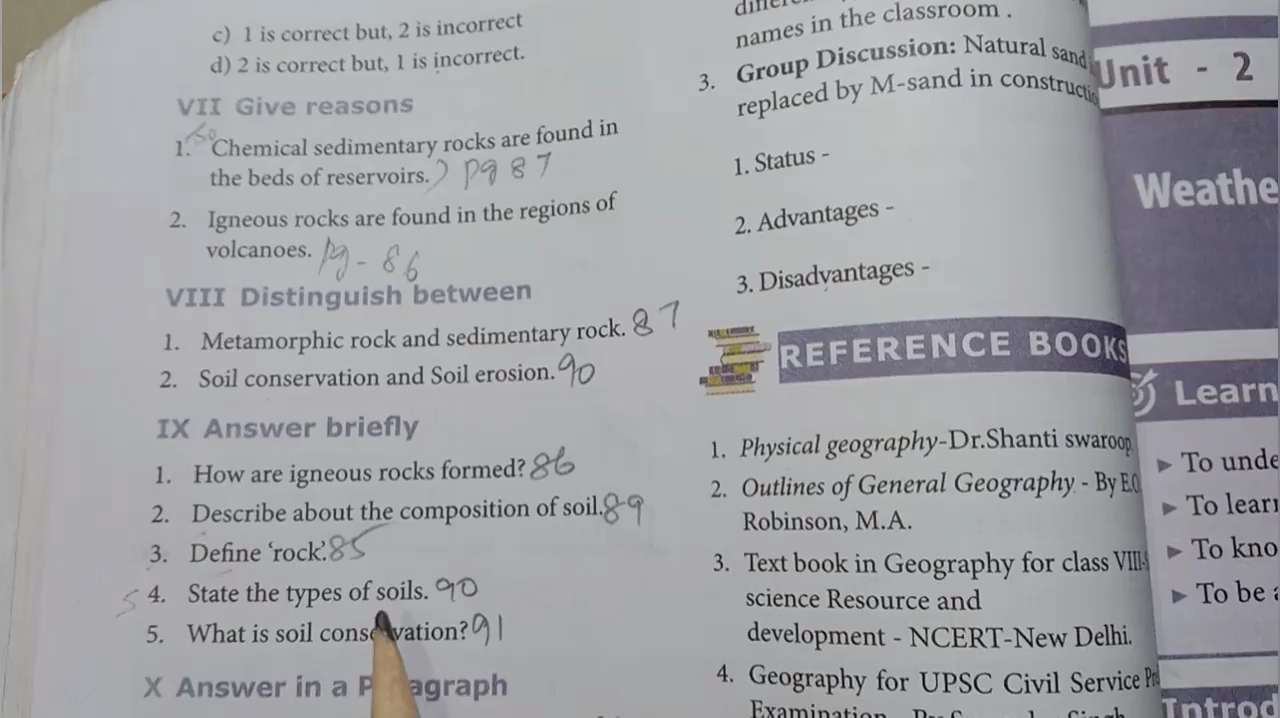 c) 1 is correct but, 2 is incorrect
d) 2 is correct but, 1 is incorrect.
VII Give reasons
1. Chemical sedimentary rocks are found in
the beds of reservoirs.) pg 87
2. Igneous rocks are found in the regions of
volcanoes. pg - 86
VIII Distinguish between
1. Metamorphic rock and sedimentary rock. 87
2. Soil conservation and Soil erosion. 90
IX Answer briefly
1. How are igneous rocks formed? 86
2. Describe about the composition of soil. 89
3. Define 'rock'. 85
5 4. State the types of soils. 90
5. What is soil conservation? 91
X Answer in a Paragraph
names in the classroom .
3. Group Discussion: Natural sand
replaced by M-sand in constructi
1. Status -
2. Advantages -
3. Disadvantages -
REFERENCE BOOKS
1. Physical geography-Dr.Shanti swaroop
2. Outlines of General Geography - By E.O
Robinson, M.A.
3. Text book in Geography for class VIII-
science Resource and
development - NCERT-New Delhi.
4. Geography for UPSC Civil Service
Examination
Unit - 2
Weathe
Learn
To unde
To learn
To kno
To be
Introd